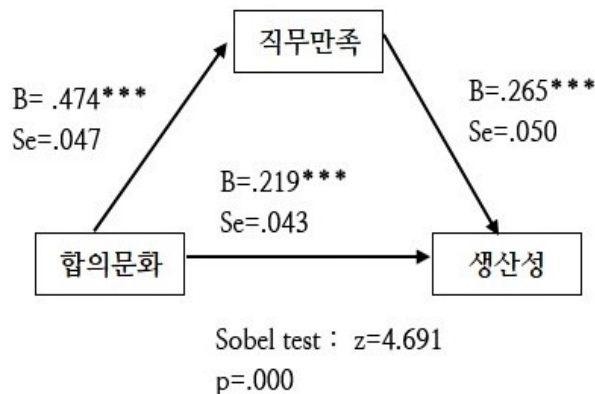 직무만족
B= .474***
Se=.047
B=.265***
Se=.050
B=.219***
Se=.043
합의문화
생산성
Sobel test : z=4.691
p=.000